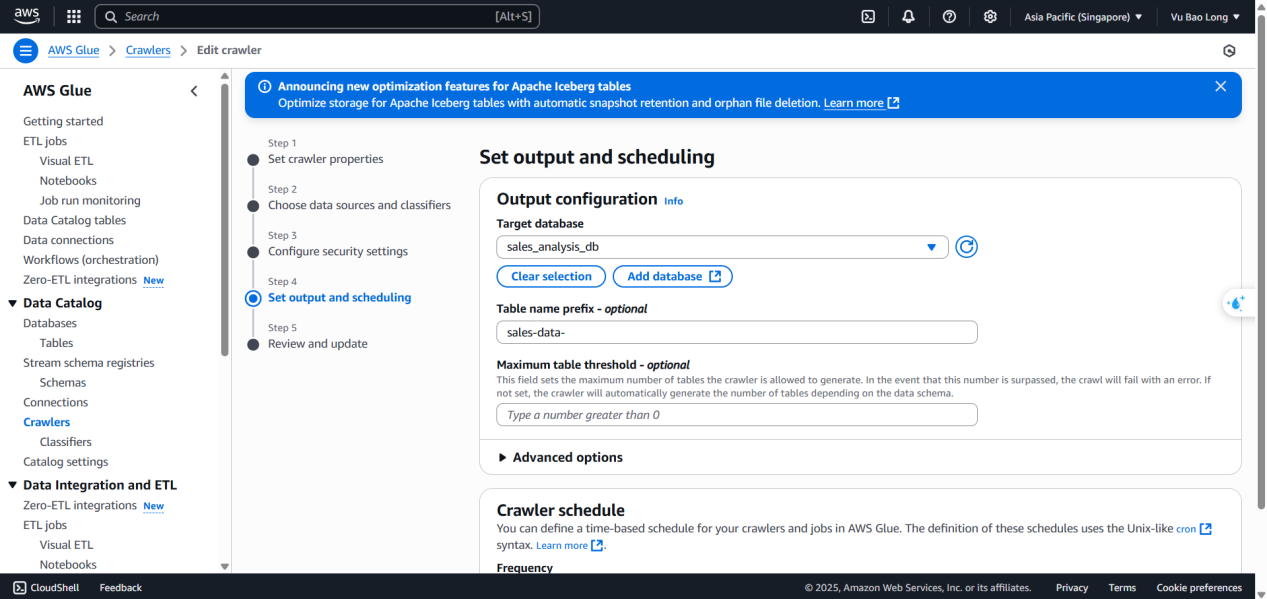 aws
Search [Alt+S]
Asia Pacific (Singapore) Vu Bao Long
AWS Glue > Crawlers > Edit crawler
AWS Glue
Getting started
ETL jobs
Visual ETL
Notebooks
Job run monitoring
Data Catalog tables
Data connections
Workflows (orchestration)
Zero-ETL integrations New
Data Catalog
Databases
Tables
Stream schema registries
Schemas
Connections
Crawlers
Classifiers
Catalog settings
Data Integration and ETL
Zero-ETL integrations New
ETL jobs
Visual ETL
Notebooks
Announcing new optimization features for Apache Iceberg tables
Optimize storage for Apache Iceberg tables with automatic snapshot retention and orphan file deletion. Learn more
Step 1
Set crawler properties
Step 2
Choose data sources and classifiers
Step 3
Configure security settings
Step 4
Set output and scheduling
Step 5
Review and update
Set output and scheduling
Output configuration Info
Target database
sales_analysis_db
Clear selection Add database
Table name prefix - optional
sales-data-
Maximum table threshold - optional
This field sets the maximum number of tables the crawler is allowed to generate. In the event that this number is surpassed, the crawl will fail with an error. If
not set, the crawler will automatically generate the number of tables depending on the data schema.
Type a number greater than 0
Advanced options
Crawler schedule
You can define a time-based schedule for your crawlers and jobs in AWS Glue. The definition of these schedules uses the Unix-like cron
syntax. Learn more.
Frequency
CloudShell Feedback © 2025, Amazon Web Services, Inc. or its affiliates. Privacy Terms Cookie preferences